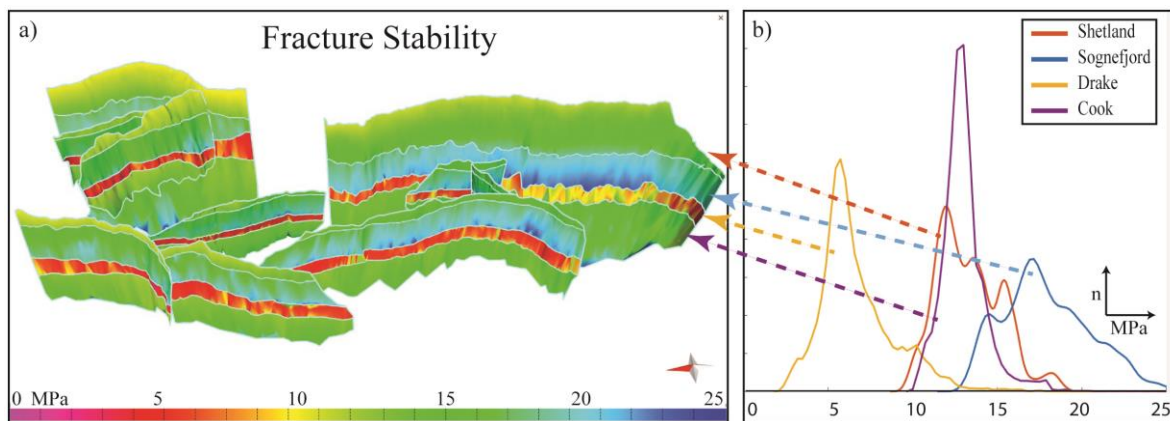 a)
Fracture Stability
×
0 MPa 5 10 15 20 25
b)
Shetland
Sognefjord
Drake
Cook
n
MPa
0 5 10 15 20 25